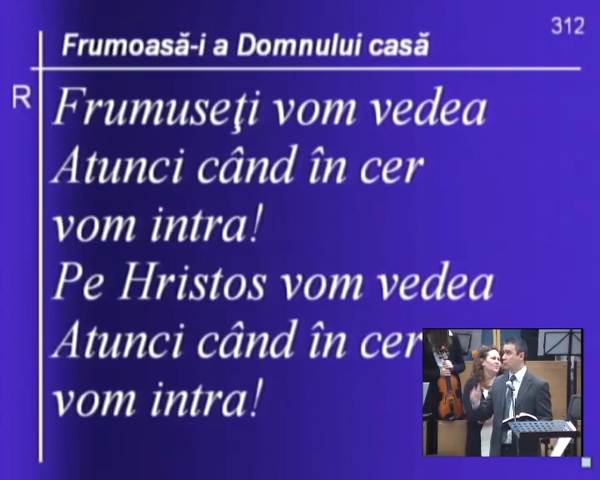 312
Frumoasă-i a Domnului casă
R
Frumuseţi vom vedea
Atunci când în cer
vom intra!
Pe Hristos vom vedea
Atunci când în cer
vom intra!